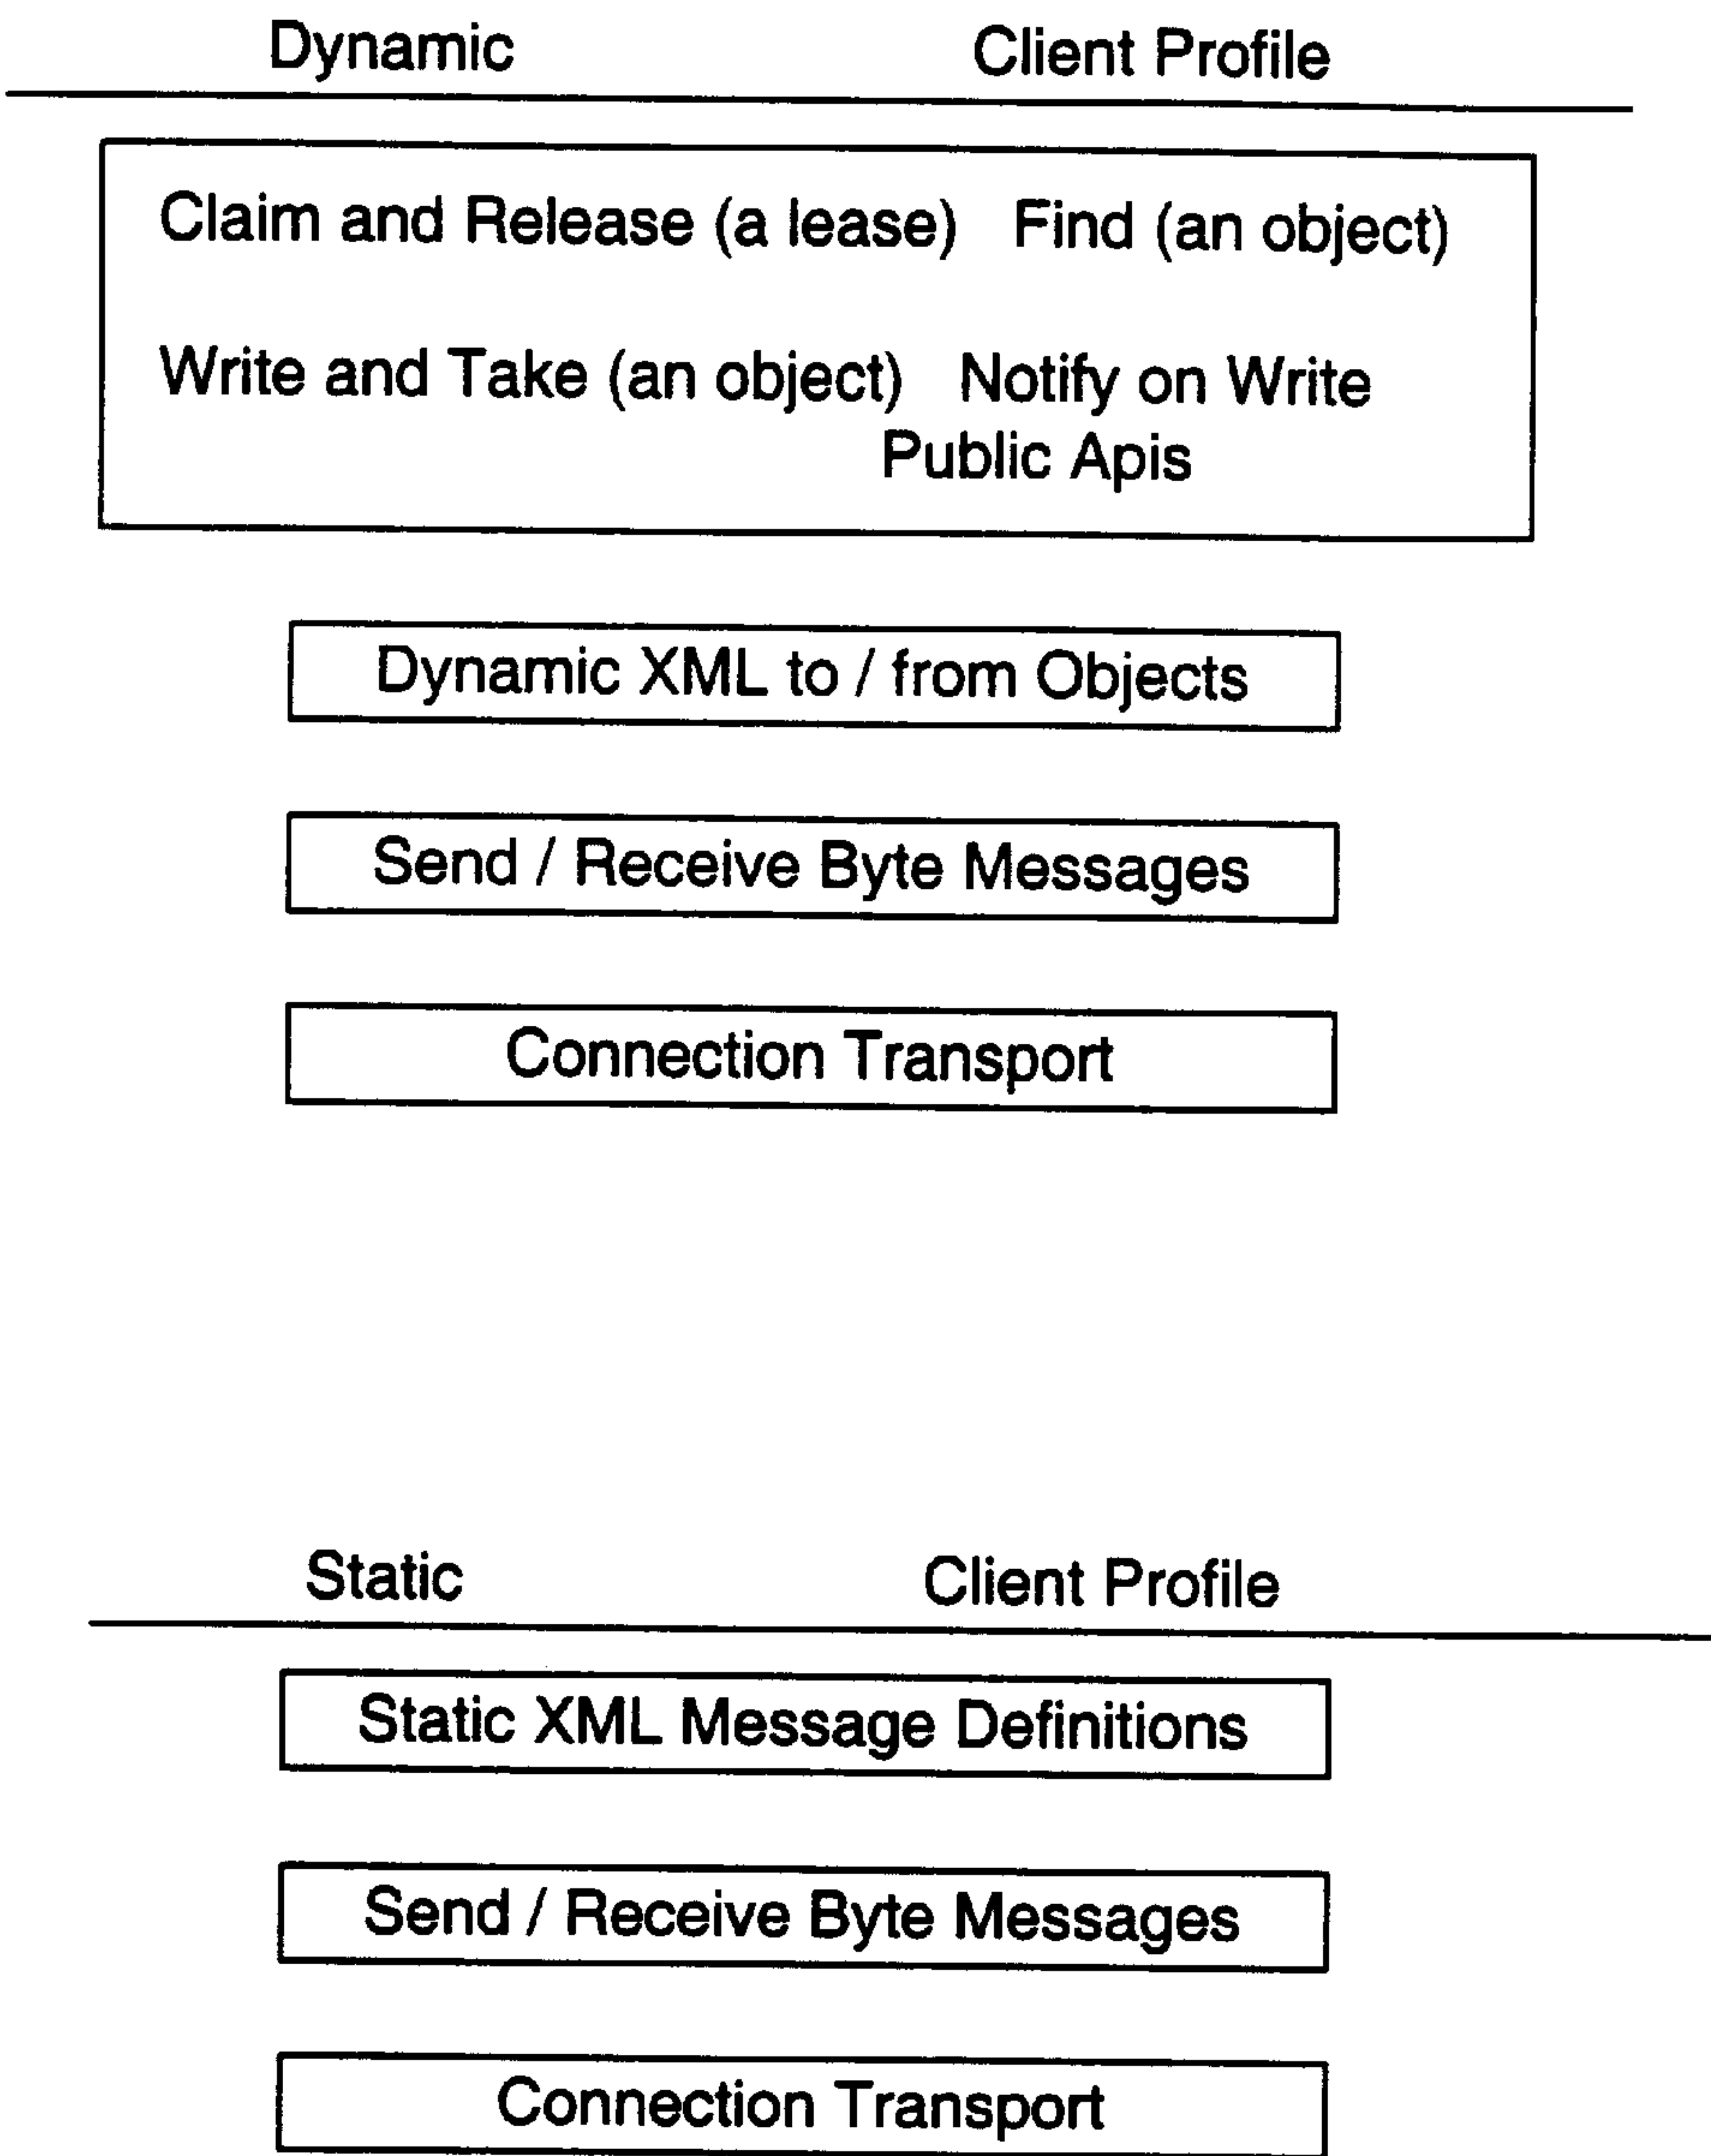 Dynamic Client Profile
Claim and Release (a lease) Find (an object)
Write and Take (an object) Notify on Write
Public Apis
Dynamic XML to / from Objects
Send / Receive Byte Messages
Connection Transport
Static Client Profile
Static XML Message Definitions
Send / Receive Byte Messages
Connection Transport